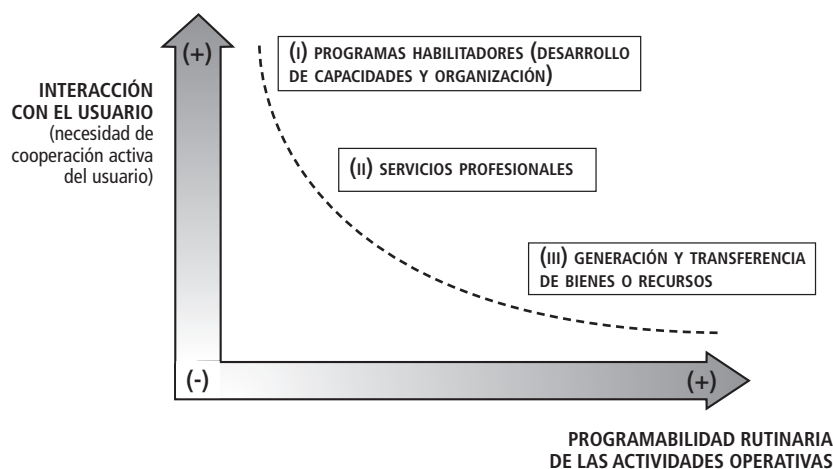 (+)
(I) PROGRAMAS HABILITADORES (DESARROLLO
DE CAPACIDADES Y ORGANIZACIÓN)
INTERACCIÓN
CON EL USUARIO
(necesidad de
cooperación activa
del usuario)
(II) SERVICIOS PROFESIONALES
(III) GENERACIÓN Y TRANSFERENCIA
DE BIENES O RECURSOS
(-)
(+)
PROGRAMABILIDAD RUTINARIA
DE LAS ACTIVIDADES OPERATIVAS